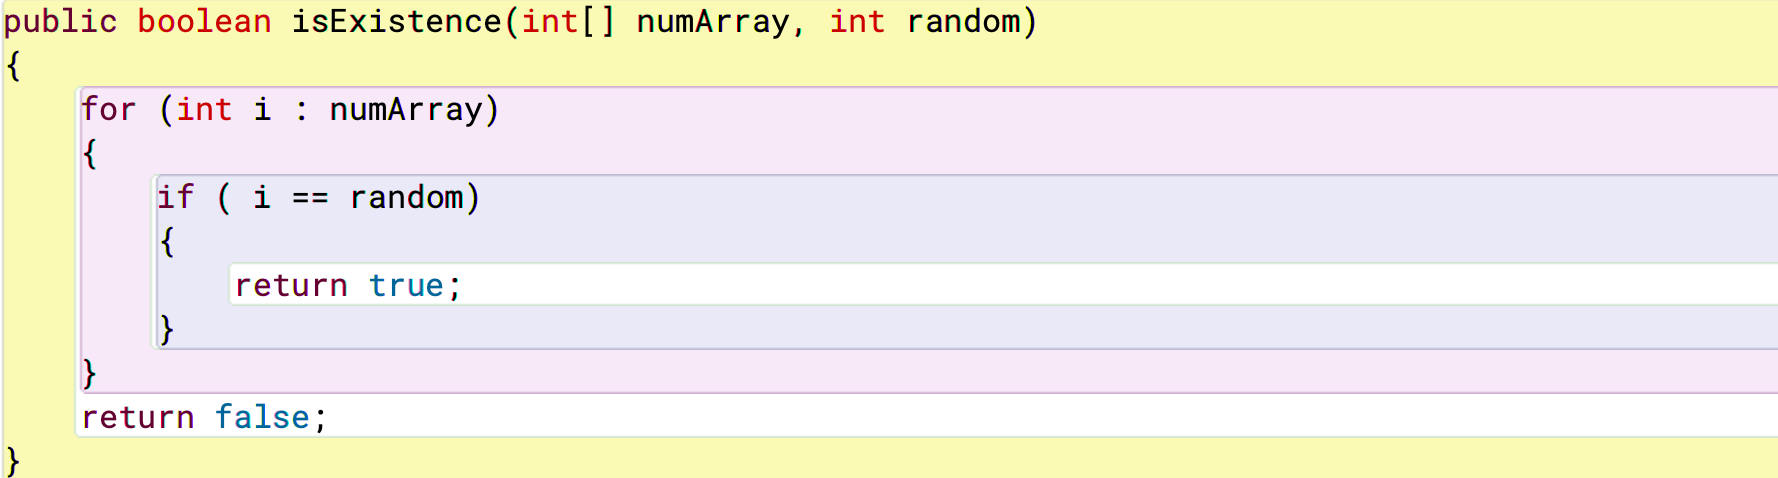 public boolean isExistence(int[] numArray, int random)
{
    for (int i : numArray)
    {
        if ( i == random)
        {
            return true;
        }
    }
    return false;
}